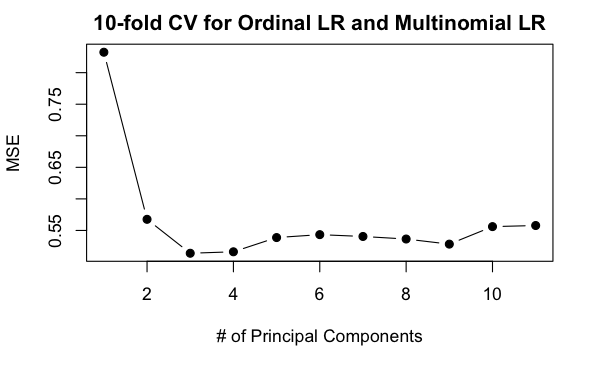 10-fold CV for Ordinal LR and Multinomial LR
MSE
0.75
0.65
0.55
2 4 6 8 10
# of Principal Components